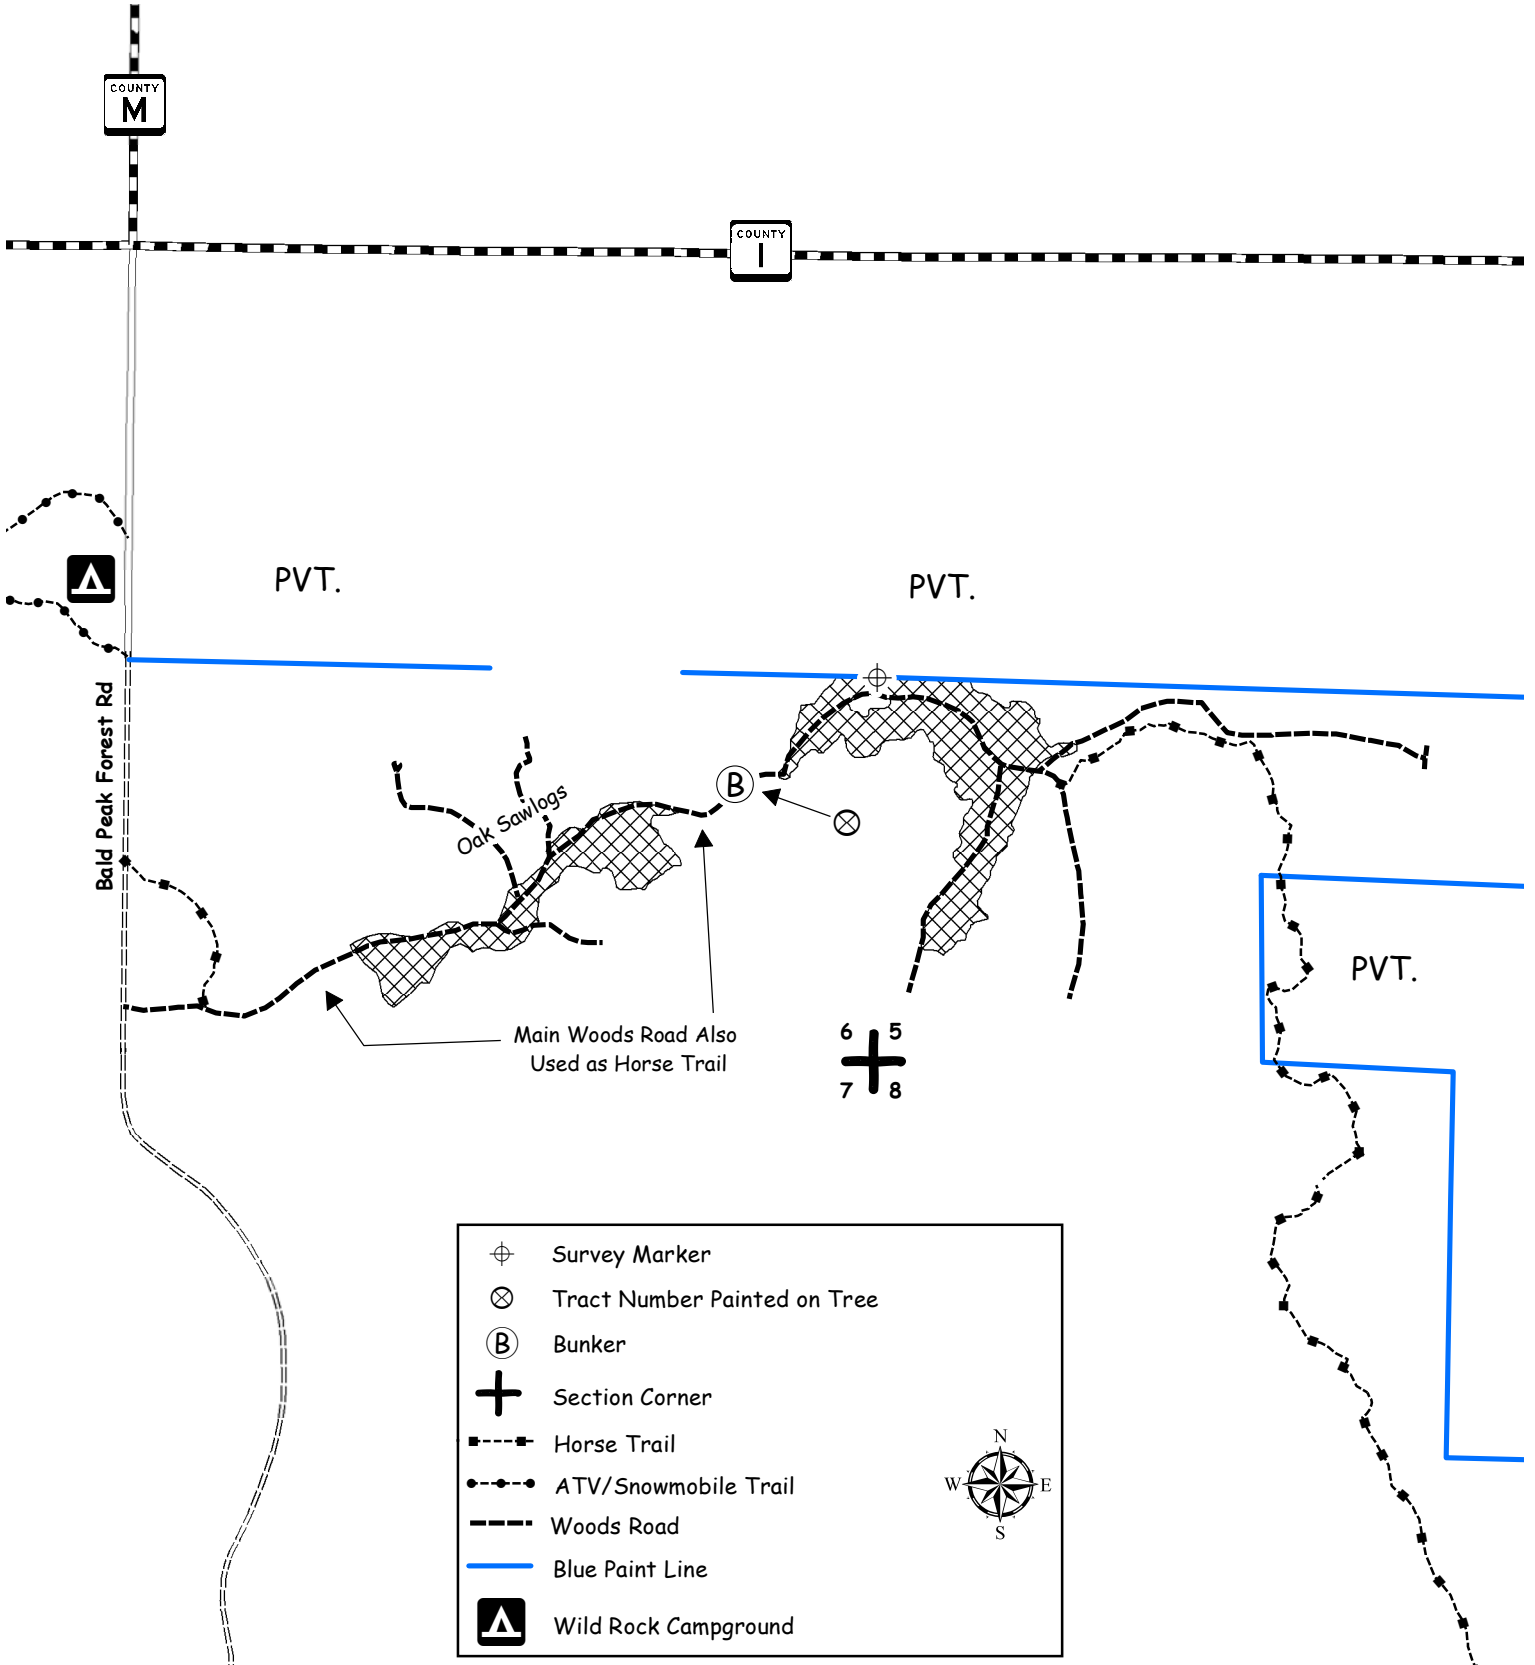 COUNTY
M
COUNTY
I
PVT.
PVT.
Bald Peak Forest Rd
Oak Sawlogs
B
PVT.
Main Woods Road Also
Used as Horse Trail
6 5
7 8
Survey Marker
Tract Number Painted on Tree
B Bunker
Section Corner
Horse Trail
ATV/Snowmobile Trail
Woods Road
Blue Paint Line
Wild Rock Campground
N
W E
S